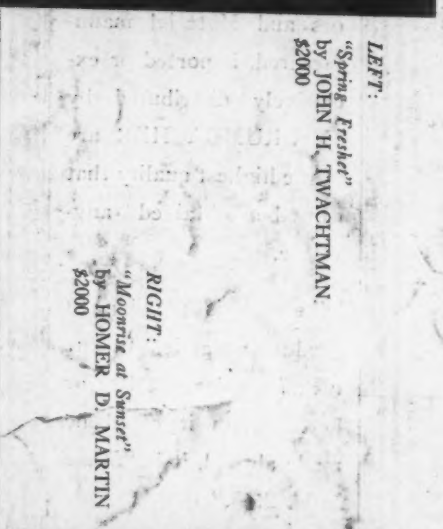 LEFT:
"Spring Freshet"
by JOHN H. TWACHTMAN
$2000
RIGHT:
"Moonrise at Sunset"
by HOMER D. MARTIN
$2000